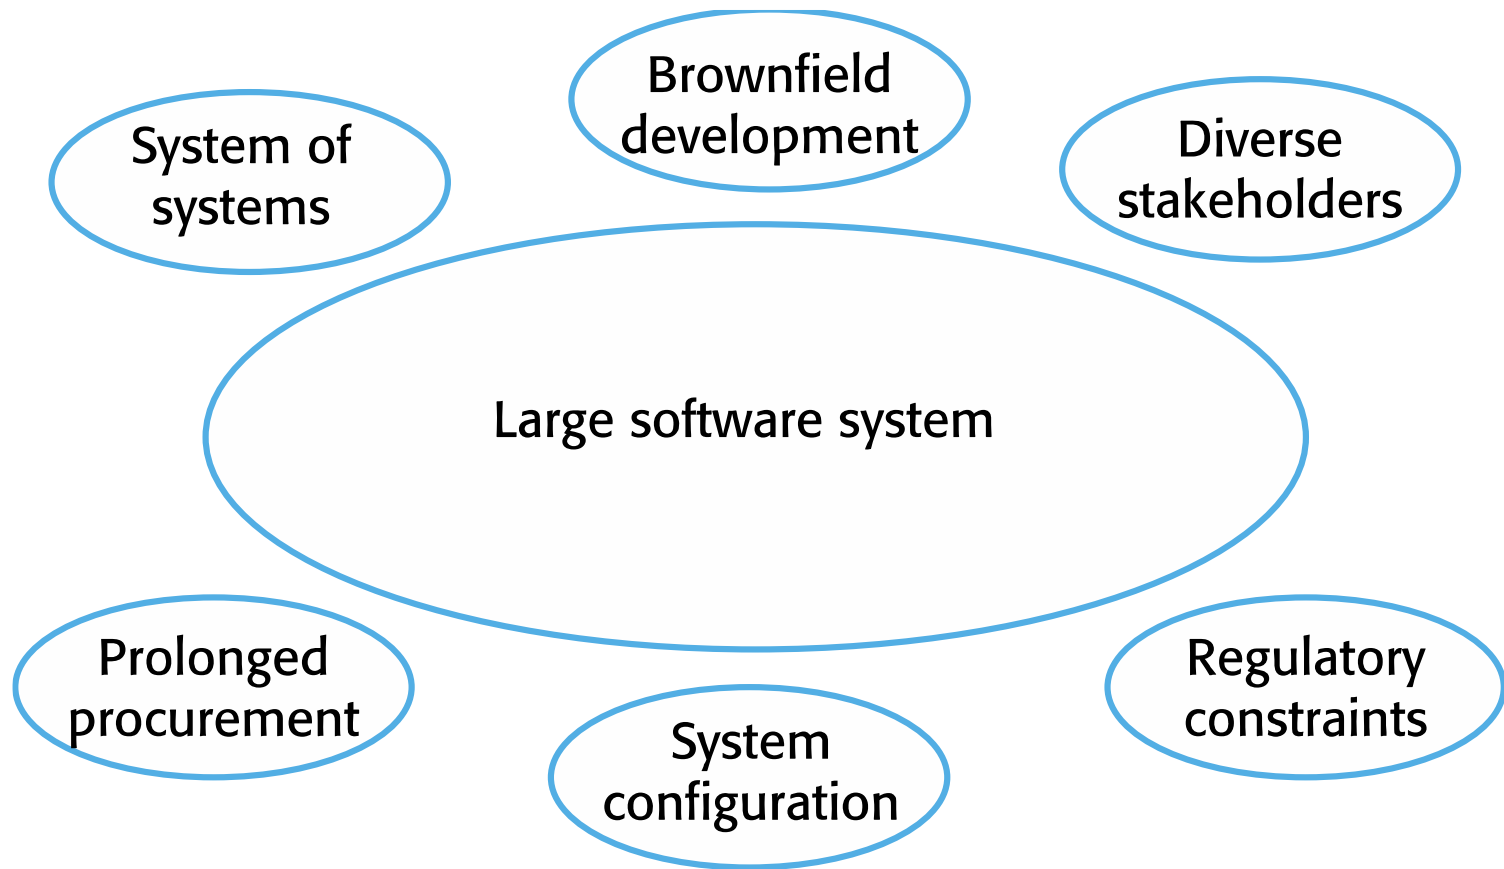 Brownfield
development
System of
systems
Diverse
stakeholders
Large software system
Prolonged
procurement
Regulatory
constraints
System
configuration